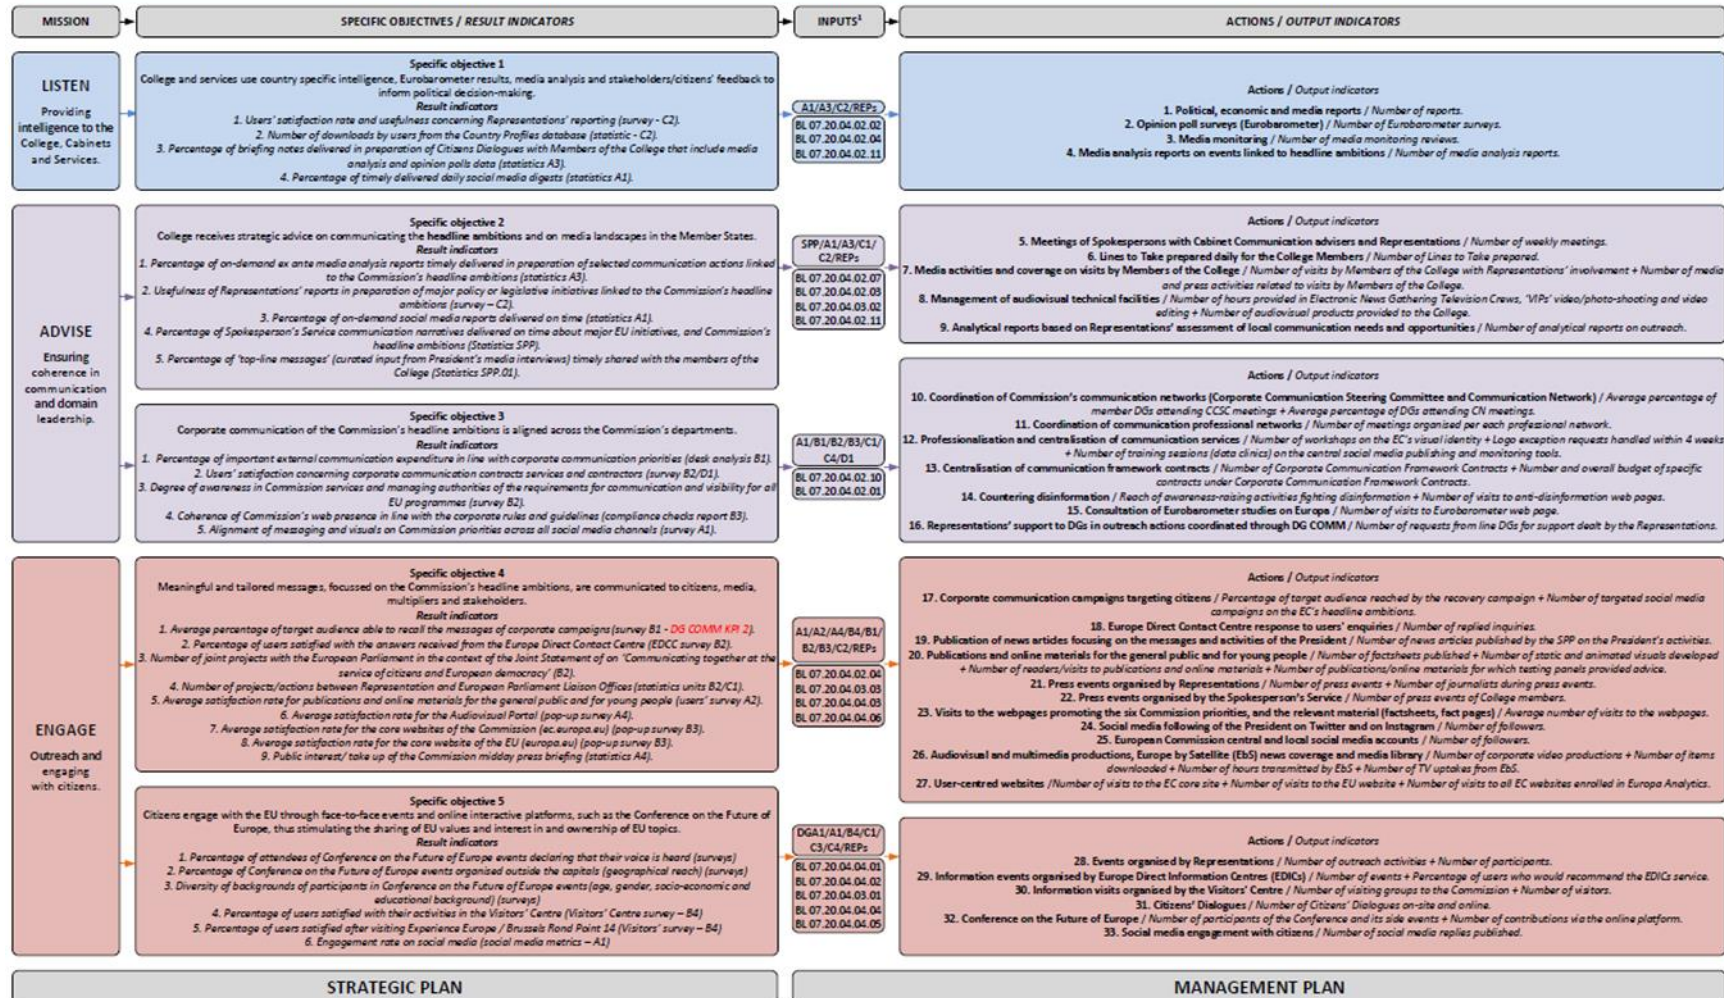 MISSION
SPECIFIC OBJECTIVES / RESULT INDICATORS
INPUTS¹
ACTIONS / OUTPUT INDICATORS
LISTEN
Providing
intelligence to the
College, Cabinets
and Services.
Specific objective 1
College and services use country specific intelligence, Eurobarometer results, media analysis and stakeholders/citizens' feedback to
inform political decision-making.
Result indicators
1. Users' satisfaction rate and usefulness concerning Representations' reporting (survey - C2).
2. Number of downloads by users from the Country Profiles database (statistic - C2).
3. Percentage of briefing notes delivered in preparation of Citizens Dialogues with Members of the College that include media
analysis and opinion polls data (statistics A3).
4. Percentage of timely delivered daily social media digests (statistics A1).
A1/A3/C2/REPs
BL 07.20.04.02.02
BL 07.20.04.02.04
BL 07.20.04.02.11
Actions / Output indicators
1. Political, economic and media reports / Number of reports.
2. Opinion poll surveys (Eurobarometer) / Number of Eurobarometer surveys.
3. Media monitoring / Number of media monitoring reviews.
4. Media analysis reports on events linked to headline ambitions / Number of media analysis reports.
ADVISE
Ensuring
coherence in
communication
and domain
leadership.
Specific objective 2
College receives strategic advice on communicating the headline ambitions and on media landscapes in the Member States.
Result indicators
1. Percentage of on-demand ex ante media analysis reports timely delivered in preparation of selected communication actions linked
to the Commission's headline ambitions (statistics A3).
2. Usefulness of Representations' reports in preparation of major policy or legislative initiatives linked to the Commission's headline
ambitions (survey – C2).
3. Percentage of on-demand social media reports delivered on time (statistics A1).
4. Percentage of Spokesperson's Service communication narratives delivered on time about major EU initiatives, and Commission's
headline ambitions (Statistics SPP).
5. Percentage of 'top-line messages' (curated input from President's media interviews) timely shared with the members of the
College (Statistics SPP.01).
SPP/A1/A3/C1/
C2/REPs
BL 07.20.04.02.07
BL 07.20.04.02.03
BL 07.20.04.03.02
BL 07.20.04.02.11
Actions / Output indicators
5. Meetings of Spokespersons with Cabinet Communication advisers and Representations / Number of weekly meetings.
6. Lines to Take prepared daily for the College Members / Number of Lines to Take prepared.
7. Media activities and coverage on visits by Members of the College / Number of visits by Members of the College with Representations' involvement + Number of media
and press activities related to visits by Members of the College.
8. Management of audiovisual technical facilities / Number of hours provided in Electronic News Gathering Television Crews, 'VIPs' video/photo-shooting and video
editing + Number of audiovisual products provided to the College.
9. Analytical reports based on Representations' assessment of local communication needs and opportunities / Number of analytical reports on outreach.
Specific objective 3
Corporate communication of the Commission's headline ambitions is aligned across the Commission's departments.
Result indicators
1. Percentage of important external communication expenditure in line with corporate communication priorities (desk analysis B1).
2. Users' satisfaction concerning corporate communication contracts services and contractors (survey B2/D1).
3. Degree of awareness in Commission services and managing authorities of the requirements for communication and visibility for all
EU programmes (survey B2).
4. Coherence of Commission's web presence in line with the corporate rules and guidelines (compliance checks report B3).
5. Alignment of messaging and visuals on Commission priorities across all social media channels (survey A1).
A1/B1/B2/B3/C1/
C4/D1
BL 07.20.04.02.10
BL 07.20.04.02.01
Actions / Output indicators
10. Coordination of Commission's communication networks (Corporate Communication Steering Committee and Communication Network) / Average percentage of
member DGs attending CCSC meetings + Average percentage of DGs attending CN meetings.
11. Coordination of communication professional networks / Number of meetings organised per each professional network.
12. Professionalisation and centralisation of communication services / Number of workshops on the EC's visual identity + Logo exception requests handled within 4 weeks
+ Number of training sessions (data clinics) on the central social media publishing and monitoring tools.
13. Centralisation of communication framework contracts / Number of Corporate Communication Framework Contracts + Number and overall budget of specific
contracts under Corporate Communication Framework Contracts.
14. Countering disinformation / Reach of awareness-raising activities fighting disinformation + Number of visits to anti-disinformation web pages.
15. Consultation of Eurobarometer studies on Europa / Number of visits to Eurobarometer web page.
16. Representations' support to DGs in outreach actions coordinated through DG COMM / Number of requests from line DGs for support dealt by the Representations.
ENGAGE
Outreach and
engaging
with citizens.
Specific objective 4
Meaningful and tailored messages, focussed on the Commission's headline ambitions, are communicated to citizens, media,
multipliers and stakeholders.
Result indicators
1. Average percentage of target audience able to recall the messages of corporate campaigns (survey B1 - DG COMM KPI 2).
2. Percentage of users satisfied with the answers received from the Europe Direct Contact Centre (EDCC survey B2).
3. Number of joint projects with the European Parliament in the context of the Joint Statement of on "Communicating together at the
service of citizens and European democracy' (B2).
4. Number of projects/actions between Representation and European Parliament Liaison Offices (statistics units B2/C1).
5. Average satisfaction rate for publications and online materials for the general public and for young people (users' survey A2).
6. Average satisfaction rate for the Audiovisual Portal (pop-up survey A4).
7. Average satisfaction rate for the core websites of the Commission (ec.europa.eu) (pop-up survey B3).
8. Average satisfaction rate for the core website of the EU (europa.eu) (pop-up survey B3).
9. Public interest/ take up of the Commission midday press briefing (statistics A4).
A1/A2/A4/B4/B1/
B2/B3/C2/REPs
BL 07.20.04.02.04
BL 07.20.04.03.03
BL 07.20.04.04.03
BL 07.20.04.04.06
Actions / Output indicators
17. Corporate communication campaigns targeting citizens / Percentage of target audience reached by the recovery campaign + Number of targeted social media
campaigns on the EC's headline ambitions.
18. Europe Direct Contact Centre response to users' enquiries / Number of replied inquiries.
19. Publication of news articles focusing on the messages and activities of the President / Number of news articles published by the SPP on the President's activities.
20. Publications and online materials for the general public and for young people / Number of factsheets published + Number of static and animated visuals developed
+ Number of readers/visits to publications and online materials + Number of publications/online materials for which testing panels provided advice.
21. Press events organised by Representations / Number of press events + Number of journalists during press events.
22. Press events organised by the Spokesperson's Service / Number of press events of College members.
23. Visits to the webpages promoting the six Commission priorities, and the relevant material (factsheets, fact pages) / Average number of visits to the webpages.
24. Social media following of the President on Twitter and on Instagram / Number of followers.
25. European Commission central and local social media accounts / Number of followers.
26. Audiovisual and multimedia productions, Europe by Satellite (EbS) news coverage and media library / Number of corporate video productions + Number of items
downloaded + Number of hours transmitted by EbS + Number of TV uptakes from EbS.
27. User-centred websites /Number of visits to the EC core site + Number of visits to the EU website + Number of visits to all EC websites enrolled in Europa Analytics.
Specific objective 5
Citizens engage with the EU through face-to-face events and online interactive platforms, such as the Conference on the Future of
Europe, thus stimulating the sharing of EU values and interest in and ownership of EU topics.
Result indicators
1. Percentage of attendees of Conference on the Future of Europe events declaring that their voice is heard (surveys)
2. Percentage of Conference on the Future of Europe events organised outside the capitals (geographical reach) (surveys)
3. Diversity of backgrounds of participants in Conference on the Future of Europe events (age, gender, socio-economic and
educational background) (surveys)
4. Percentage of users satisfied with their activities in the Visitors' Centre (Visitors' Centre survey – B4)
5. Percentage of users satisfied after visiting Experience Europe / Brussels Rond Point 14 (Visitors' survey – B4)
6. Engagement rate on social media (social media metrics – A1)
DGA1/A1/B4/C1/
C3/C4/REPs
BL 07.20.04.04.01
BL 07.20.04.04.02
BL 07.20.04.03.01
BL 07.20.04.04.04
BL 07.20.04.04.05
Actions / Output indicators
28. Events organised by Representations / Number of outreach activities + Number of participants.
29. Information events organised by Europe Direct Information Centres (EDICs) / Number of events + Percentage of users who would recommend the EDICs service.
30. Information visits organised by the Visitors' Centre / Number of visiting groups to the Commission + Number of visitors.
31. Citizens' Dialogues / Number of Citizens' Dialogues on-site and online.
32. Conference on the Future of Europe / Number of participants of the Conference and its side events + Number of contributions via the online platform.
33. Social media engagement with citizens / Number of social media replies published.
STRATEGIC PLAN
MANAGEMENT PLAN